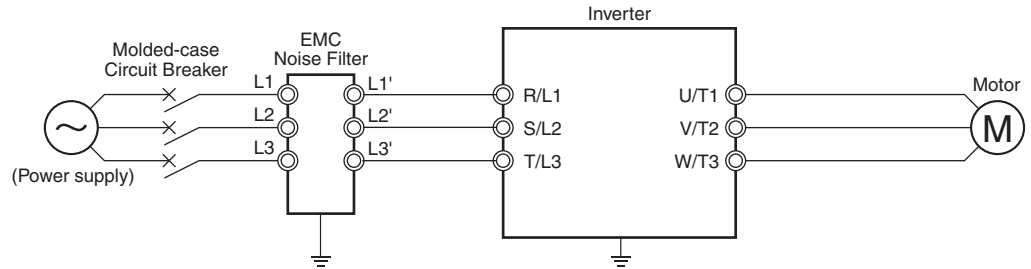 Inverter
EMC
Noise Filter
Molded-case
Circuit Breaker
Motor
L1
L1'
R/L1
U/T1
L2
L2'
S/L2
V/T2
M
L3
L3'
T/L3
W/T3
(Power supply)